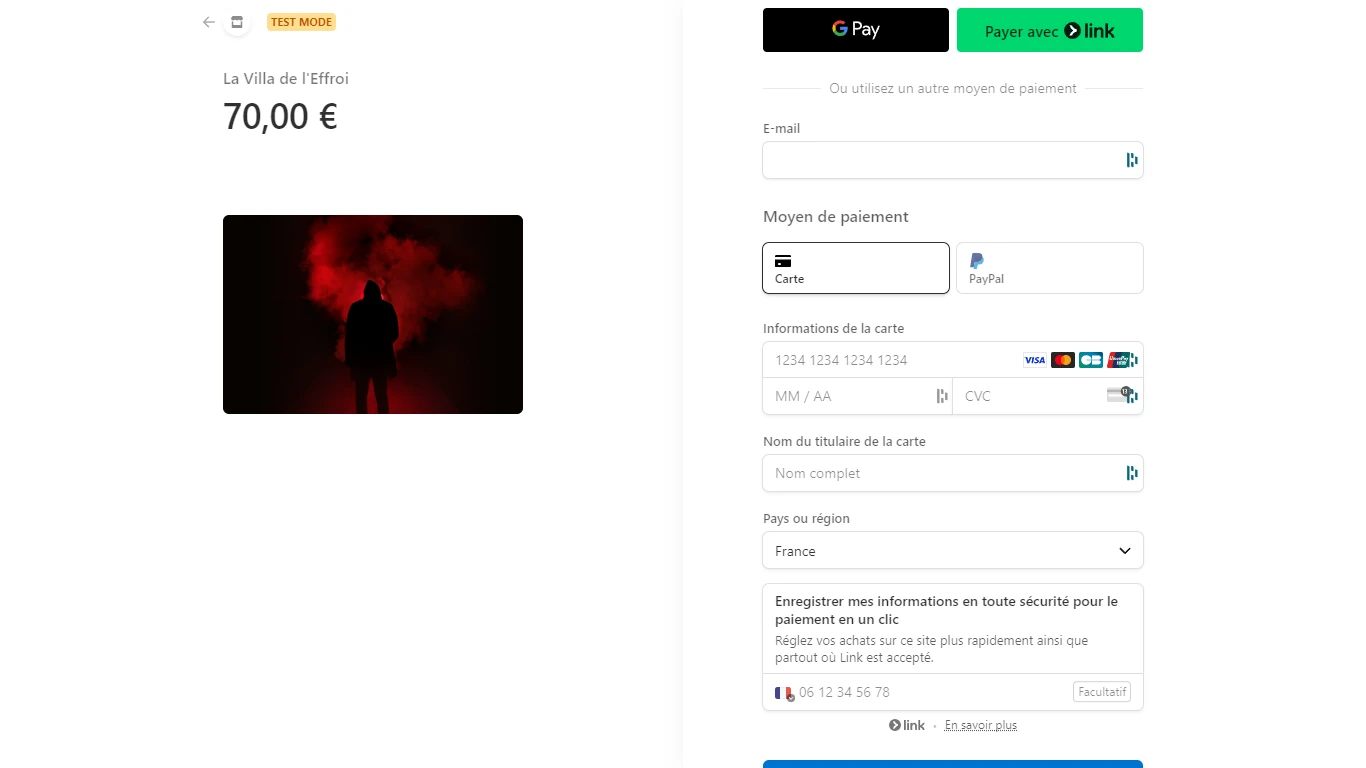 TEST MODE
La Villa de l'Effroi
70,00 €
G Pay
Payer avec link
Ou utilisez un autre moyen de paiement
E-mail
Moyen de paiement
Carte
PayPal
Informations de la carte
1234 1234 1234 1234
VISA
MM / AA
CVC
Nom du titulaire de la carte
Nom complet
Pays ou région
France
Enregistrer mes informations en toute sécurité pour le
paiement en un clic
Réglez vos achats sur ce site plus rapidement ainsi que
partout où Link est accepté.
06 12 34 56 78
Facultatif
link · En savoir plus